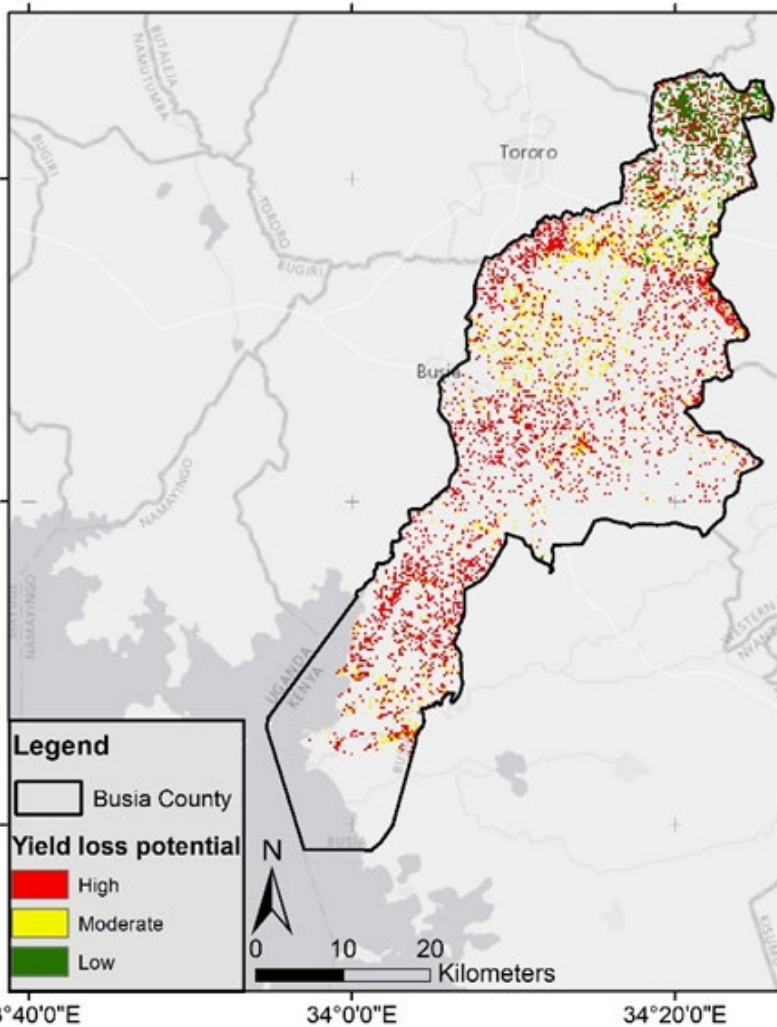 BUTALEJA
NAMUTUMBA
BUGIRI
Tororo
TORORO
BUGIRI
Busia
NAMAYINGO
NAMAYINGO
UGANDA
KENYA
WESTERN
Legend
Busia County
Yield loss potential
High
Moderate
Low
N
0 10 20
Kilometers
BUSIA
34°0'0"E
34°20'0"E